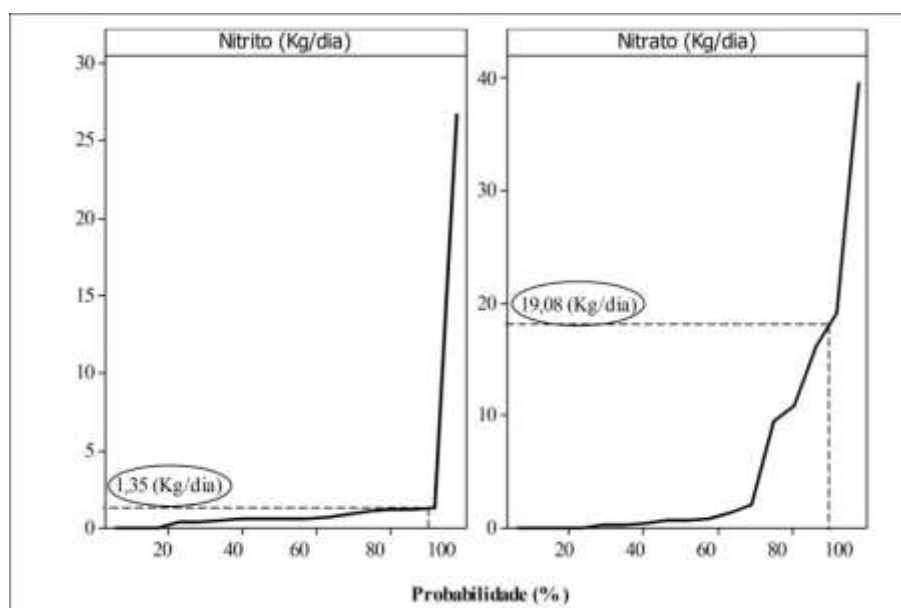 Nitrito (Kg/dia)
30
25
20
15
10
5
0
1,35 (Kg/dia)
20 40 60 80 100
Nitrato (Kg/dia)
40
30
20
10
0
19,08 (Kg/dia)
20 40 60 80 100
Probabilidade (%)